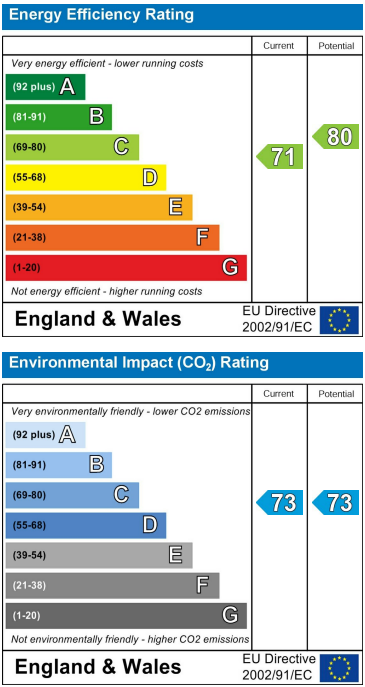 Energy Efficiency Rating
Current Potential
Very energy efficient - lower running costs
(92 plus) A
(81-91) B
(69-80) C
(55-68) D
(39-54) E
(21-38) F
(1-20) G
71
80
Not energy efficient - higher running costs
England & Wales
EU Directive
2002/91/EC
Environmental Impact (CO₂) Rating
Current Potential
Very environmentally friendly - lower CO2 emissions
(92 plus) A
(81-91) B
(69-80) C
(55-68) D
(39-54) E
(21-38) F
(1-20) G
73
73
Not environmentally friendly - higher CO2 emissions
England & Wales
EU Directive
2002/91/EC